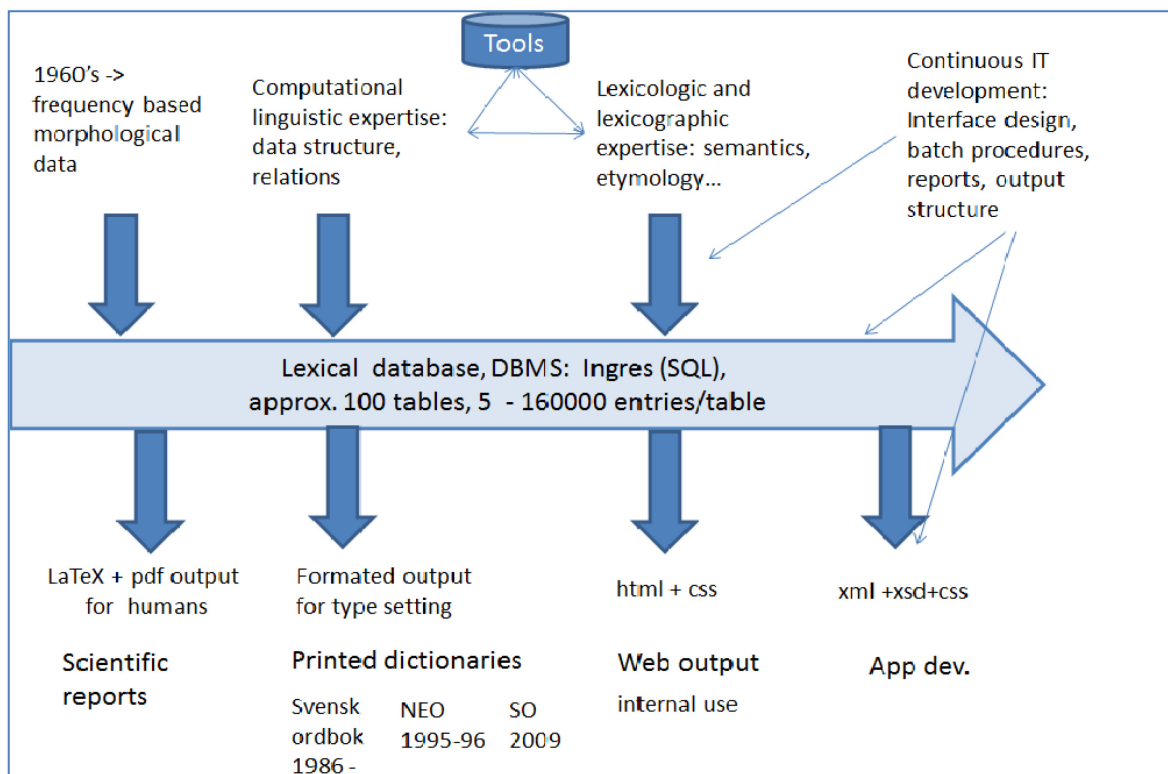 Tools
1960's ->
frequency based
morphological
data
Computational
linguistic expertise:
data structure,
relations
Lexicologic and
lexicographic
expertise: semantics,
etymology...
Continuous IT
development:
Interface design,
batch procedures,
reports, output
structure
Lexical database, DBMS: Ingres (SQL),
approx. 100 tables, 5 - 160000 entries/table
LaTeX + pdf output
for humans
Scientific
reports
Formated output
for type setting
Printed dictionaries
Svensk
ordbok
1986 -
NEO
1995-96
SO
2009
html + css
Web output
internal use
xml +xsd+css
App dev.